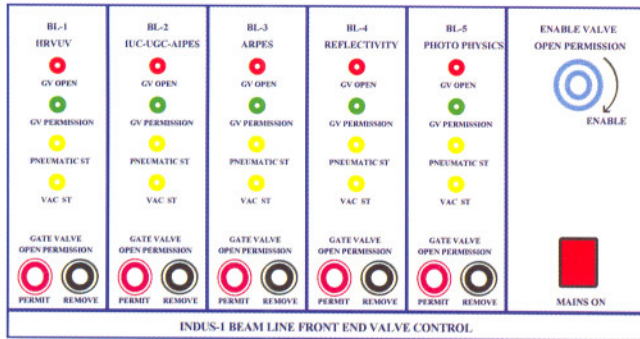 BL-1
HRVUV
GV OPEN
GV PERMISSION
PNEUMATIC ST
VAC ST
GATE VALVE
OPEN PERMISSION
PERMIT REMOVE
BL-2
IUC-UGC-AIPES
GV OPEN
GV PERMISSION
PNEUMATIC ST
VAC ST
GATE VALVE
OPEN PERMISSION
PERMIT REMOVE
BL-3
ARPES
GV OPEN
GV PERMISSION
PNEUMATIC ST
VAC ST
GATE VALVE
OPEN PERMISSION
PERMIT REMOVE
BL-4
REFLECTIVITY
GV OPEN
GV PERMISSION
PNEUMATIC ST
VAC ST
GATE VALVE
OPEN PERMISSION
PERMIT REMOVE
BL-5
PHOTO PHYSICS
GV OPEN
GV PERMISSION
PNEUMATIC ST
VAC ST
GATE VALVE
OPEN PERMISSION
PERMIT REMOVE
ENABLE VALVE
OPEN PERMISSION
ENABLE
MAINS ON
INDUS-1 BEAM LINE FRONT END VALVE CONTROL